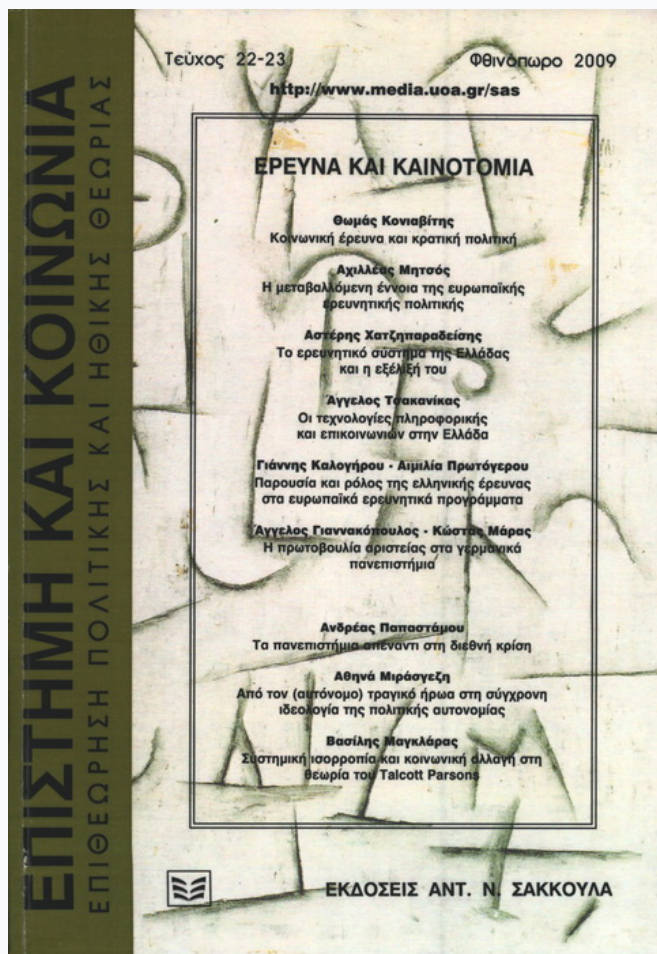 ΕΠΙΣΤΗΜΗ ΚΑΙ ΚΟΙΝΩΝΙΑ
ΕΠΙΘΕΩΡΗΣΗ ΠΟΛΙΤΙΚΗΣ ΚΑΙ ΗΘΙΚΗΣ ΘΕΩΡΙΑΣ
Τεύχος 22-23
Φθινόπωρο 2009
http://www.media.uoa.gr/sas
ΕΡΕΥΝΑ ΚΑΙ ΚΑΙΝΟΤΟΜΙΑ
Θωμάς Κονιαβίτης
Κοινωνική έρευνα και κρατική πολιτική
Αχιλλέας Μητσός
Η μεταβαλλόμενη έννοια της ευρωπαϊκής
ερευνητικής πολιτικής
Αστέρης Χατζηπαραδείσης
Το ερευνητικό σύστημα της Ελλάδας
και η εξέλιξή του
Άγγελος Τσακανίκας
Οι τεχνολογίες πληροφορικής
και επικοινωνιών στην Ελλάδα
Γιάννης Καλογήρου - Αιμιλία Πρωτόγερου
Παρουσία και ρόλος της ελληνικής έρευνας
στα ευρωπαϊκά ερευνητικά προγράμματα
Άγγελος Γιαννακόπουλος - Κώστας Μάρας
Η πρωτοβουλία αριστείας στα γερμανικά
πανεπιστήμια
Ανδρέας Παπαστάμου
Τα πανεπιστήμια απέναντι στη διεθνή κρίση
Αθηνά Μιράσγεζη
Από τον (αυτόνομο) τραγικό ήρωα στη σύγχρονη
ιδεολογία της πολιτικής αυτονομίας
Βασίλης Μαγκλάρας
Συστημική ισορροπία και κοινωνική αλλαγή στη
θεωρία του Talcott Parsons
ΕΚΔΟΣΕΙΣ ΑΝΤ. Ν. ΣΑΚΚΟΥΛΑ